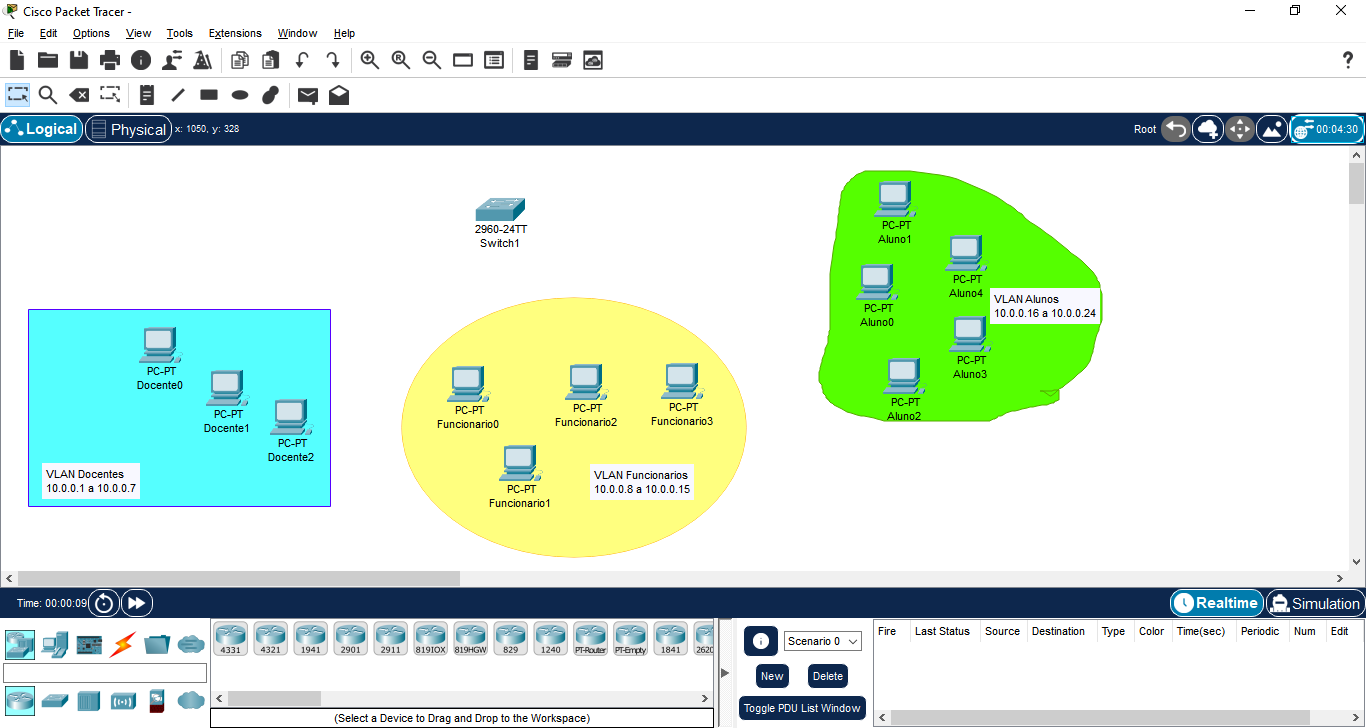 Cisco Packet Tracer -
File Edit Options View Tools Extensions Window Help
Logical Physical x: 1050, y: 328 Root 00:04:30
2960-24TT
Switch1
PC-PT
Aluno1
PC-PT
Aluno4
PC-PT
Aluno0
VLAN Alunos
10.0.0.16 a 10.0.0.24
PC-PT
Aluno3
PC-PT
Aluno2
PC-PT
Docente0
PC-PT
Docente1
PC-PT
Docente2
VLAN Docentes
10.0.0.1 a 10.0.0.7
PC-PT
Funcionario0
PC-PT
Funcionario2
PC-PT
Funcionario3
PC-PT
Funcionario1
VLAN Funcionarios
10.0.0.8 a 10.0.0.15
Time: 00:00:09 Realtime Simulation
4331 4321 1941 2901 2911 819IOX 819HGW 829 1240 PT-Router PT-Empty 1841 2620
(Select a Device to Drag and Drop to the Workspace)
Scenario 0
New Delete
Toggle PDU List Window
Fire Last Status Source Destination Type Color Time(sec) Periodic Num Edit